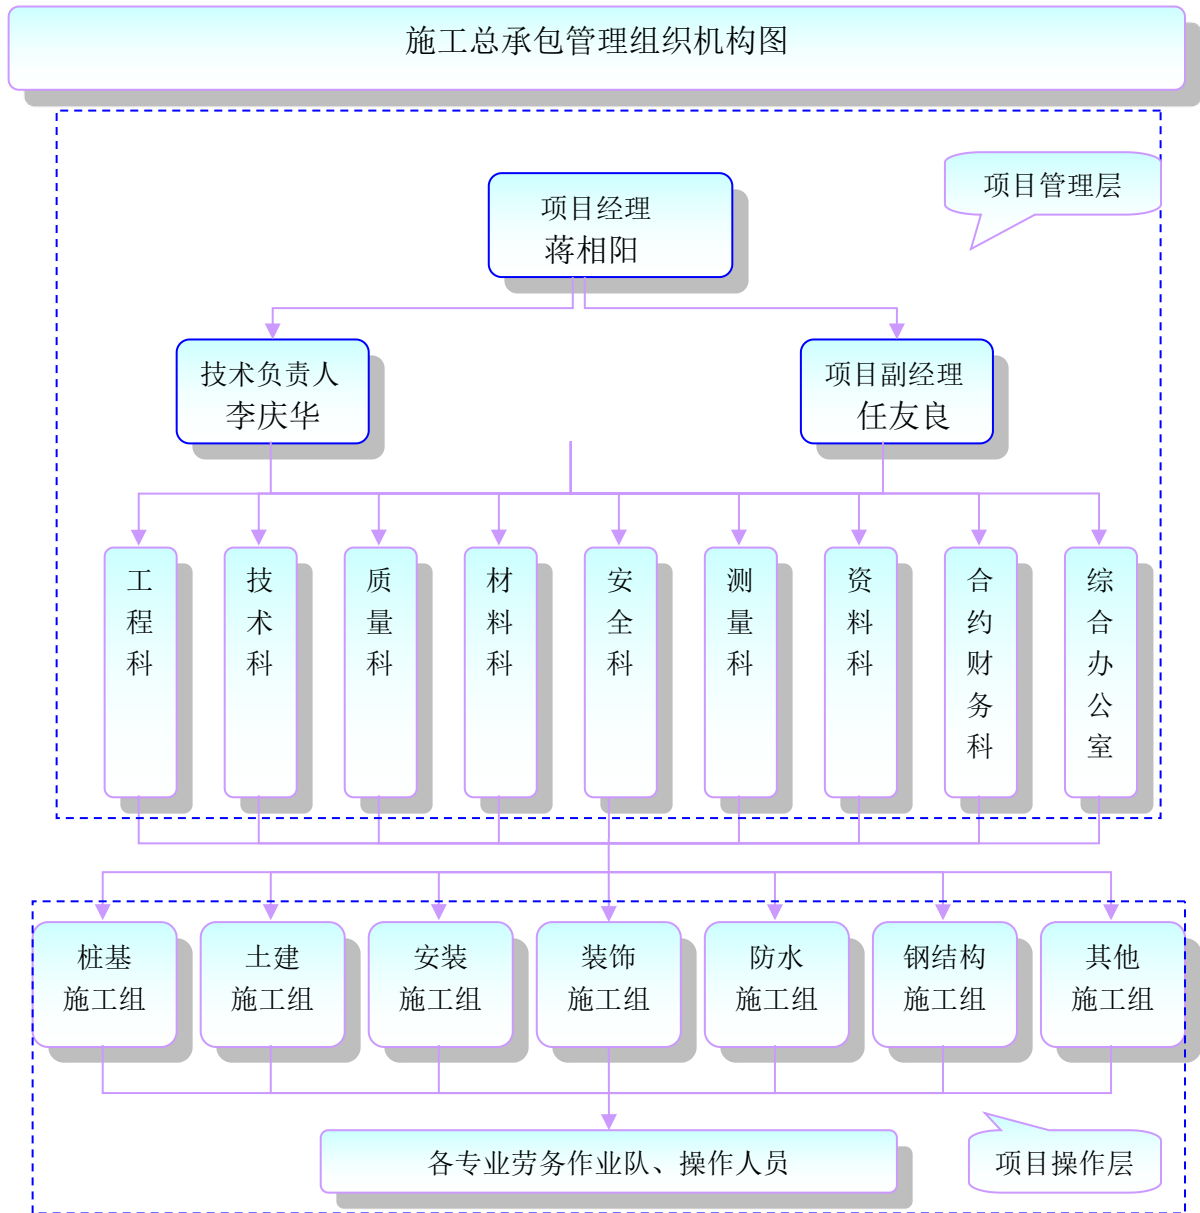 施工总承包管理组织机构图
项目管理层
项目经理
蒋相阳
技术负责人
李庆华
项目副经理
任友良
工程科
技术科
质量科
材料科
安全科
测量科
资料科
合约财务科
综合办公室
桩基
施工组
土建
施工组
安装
施工组
装饰
施工组
防水
施工组
钢结构
施工组
其他
施工组
各专业劳务作业队、操作人员
项目操作层